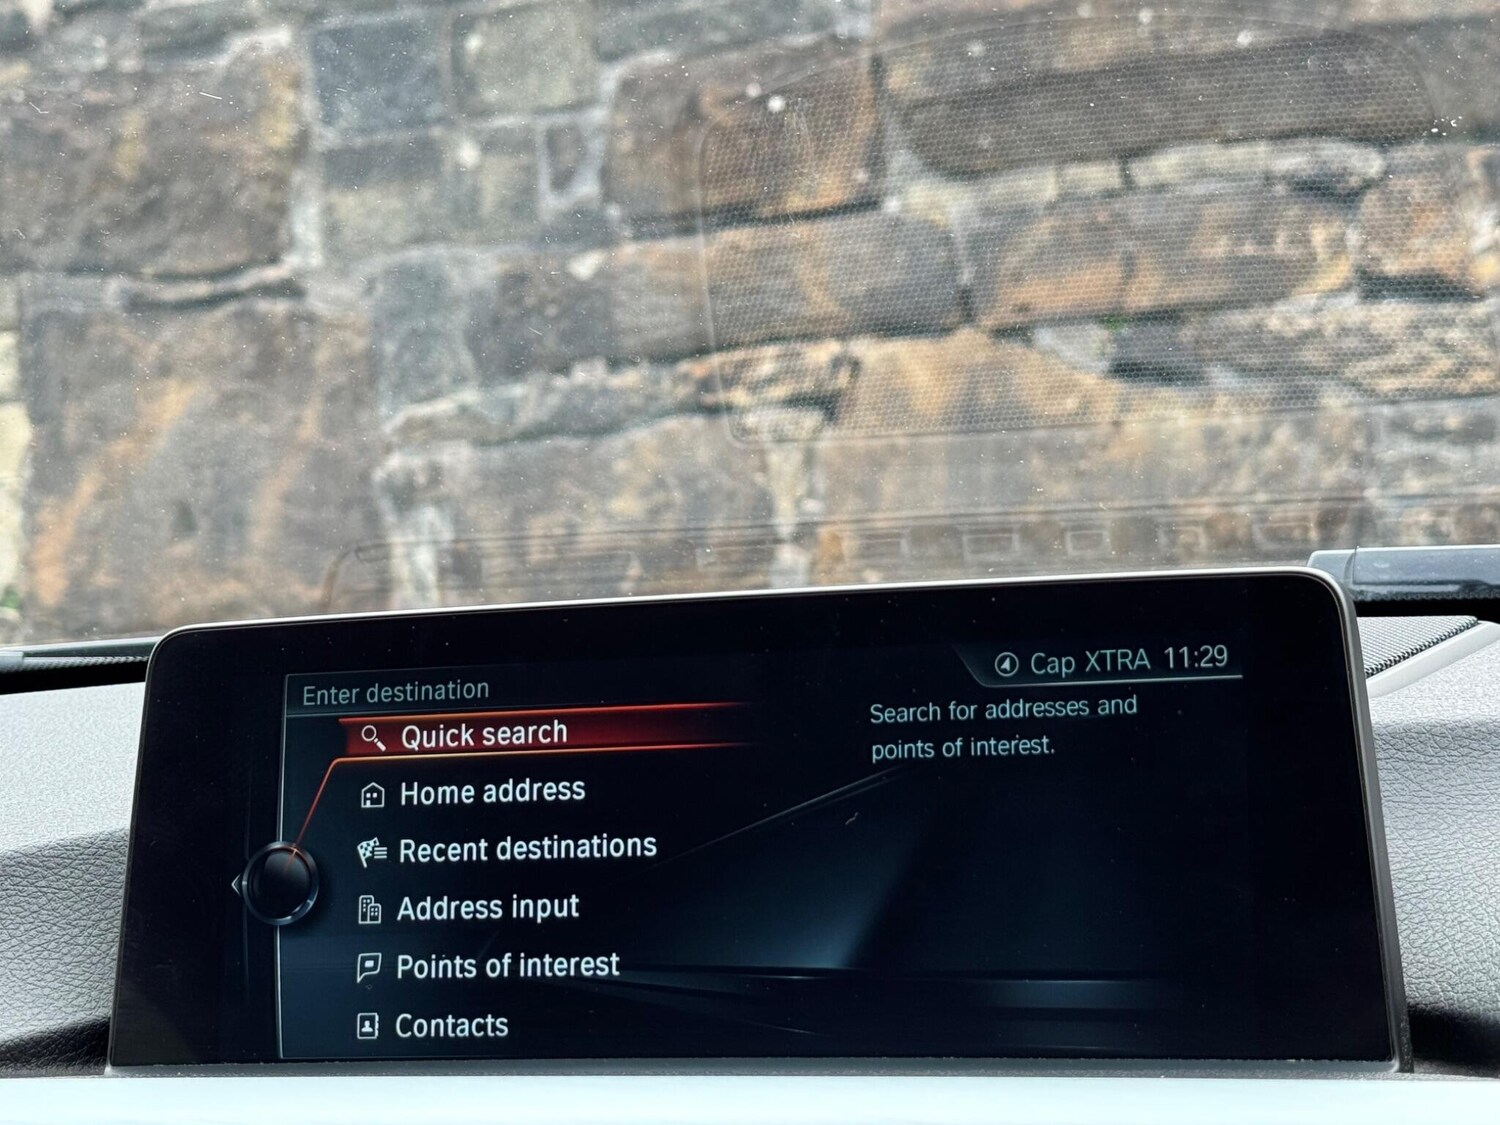 Cap XTRA 11:29
Enter destination
Quick search
Home address
Recent destinations
Address input
Points of interest
Contacts
Search for addresses and
points of interest.